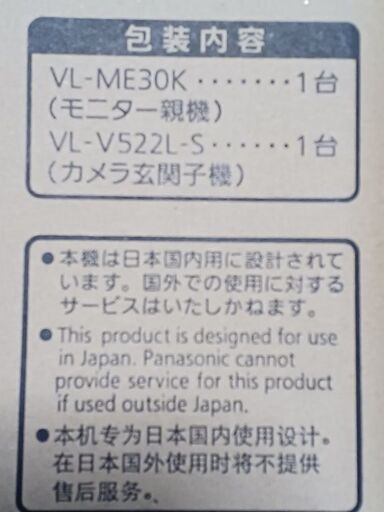 包装内容
VL-ME30K・・・・・・・1台
（モニター親機）
VL-V522L-S・・・・・・1台
（カメラ玄関子機）
●本機は日本国内用に設計されて
います。国外での使用に対する
サービスはいたしかねます。
●This product is designed for use
in Japan. Panasonic cannot
provide service for this product
if used outside Japan.
●本机专为日本国内使用设计。
在日本国外使用时将不提供
售后服务。